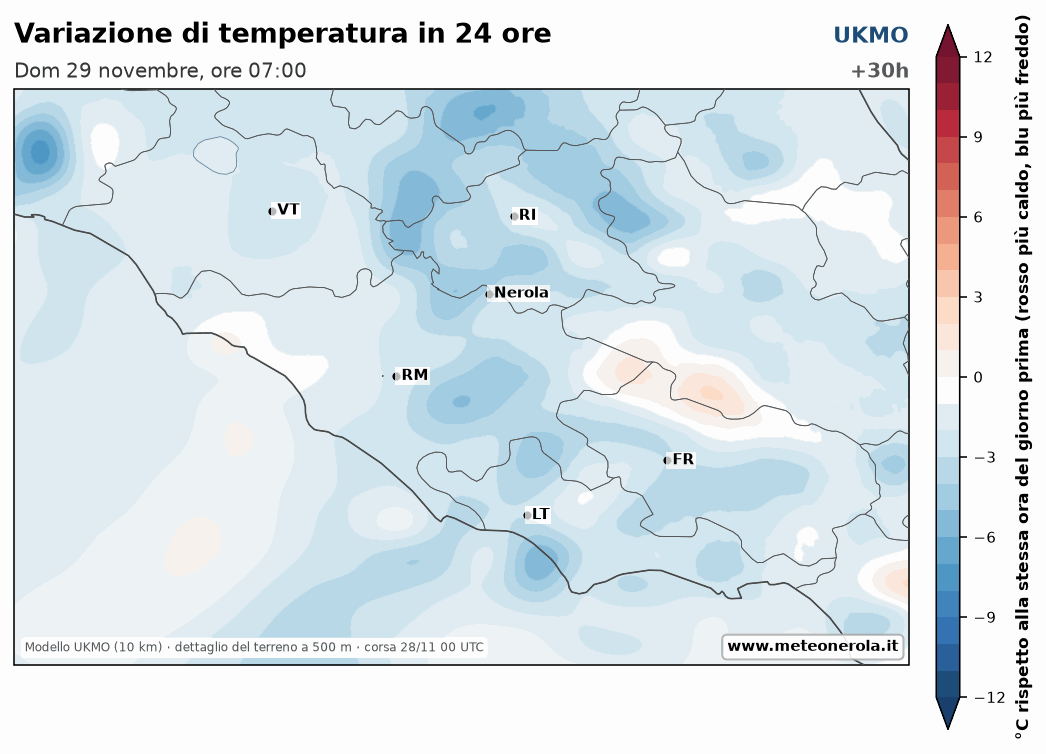 Variazione di temperatura in 24 ore
UKMO
Dom 29 novembre, ore 07:00
+30h
VT
RI
Nerola
RM
FR
LT
Modello UKMO (10 km) · dettaglio del terreno a 500 m · corsa 28/11 00 UTC
www.meteonerola.it
12
9
6
3
0
−3
−6
−9
−12
°C rispetto alla stessa ora del giorno prima (rosso più caldo, blu più freddo)